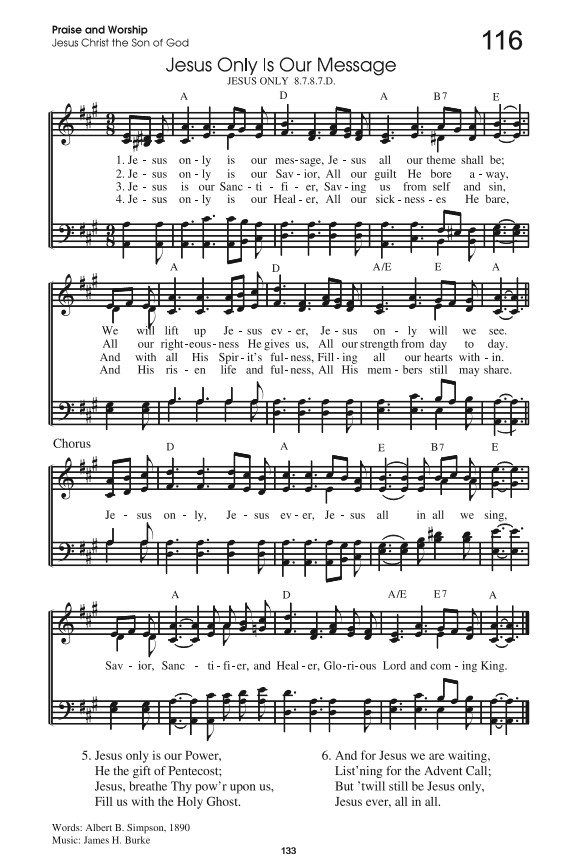 Praise and Worship
Jesus Christ the Son of God
116
Jesus Only Is Our Message
JESUS ONLY 8.7.8.7.D.
A D A B7 E
1. Je - sus on - ly is our mes - sage, Je - sus all our theme shall be;
2. Je - sus on - ly is our Sav - ior, All our guilt He bore a - way,
3. Je - sus is our Sanc - ti - fi - er, Sav - ing us from self and sin,
4. Je - sus on - ly is our Heal - er, All our sick - ness - es He bare,
A D A/E E A
We will lift up Je - sus ev - er, Je - sus on - ly will we see.
All our right - eous - ness He gives us, All our strength from day to day.
And with all His Spir - it's ful - ness, Fill - ing all our hearts with - in.
And His ris - en life and ful - ness, All His mem - bers still may share.
Chorus
D A E B7 E
Je - sus on - ly, Je - sus ev - er, Je - sus all in all we sing,
A D A/E E7 A
Sav - ior, Sanc - ti - fi - er, and Heal - er, Glo - ri - ous Lord and com - ing King.
5. Jesus only is our Power,
He the gift of Pentecost;
Jesus, breathe Thy pow'r upon us,
Fill us with the Holy Ghost.
6. And for Jesus we are waiting,
List'ning for the Advent Call;
But 'twill still be Jesus only,
Jesus ever, all in all.
Words: Albert B. Simpson, 1890
Music: James H. Burke
133